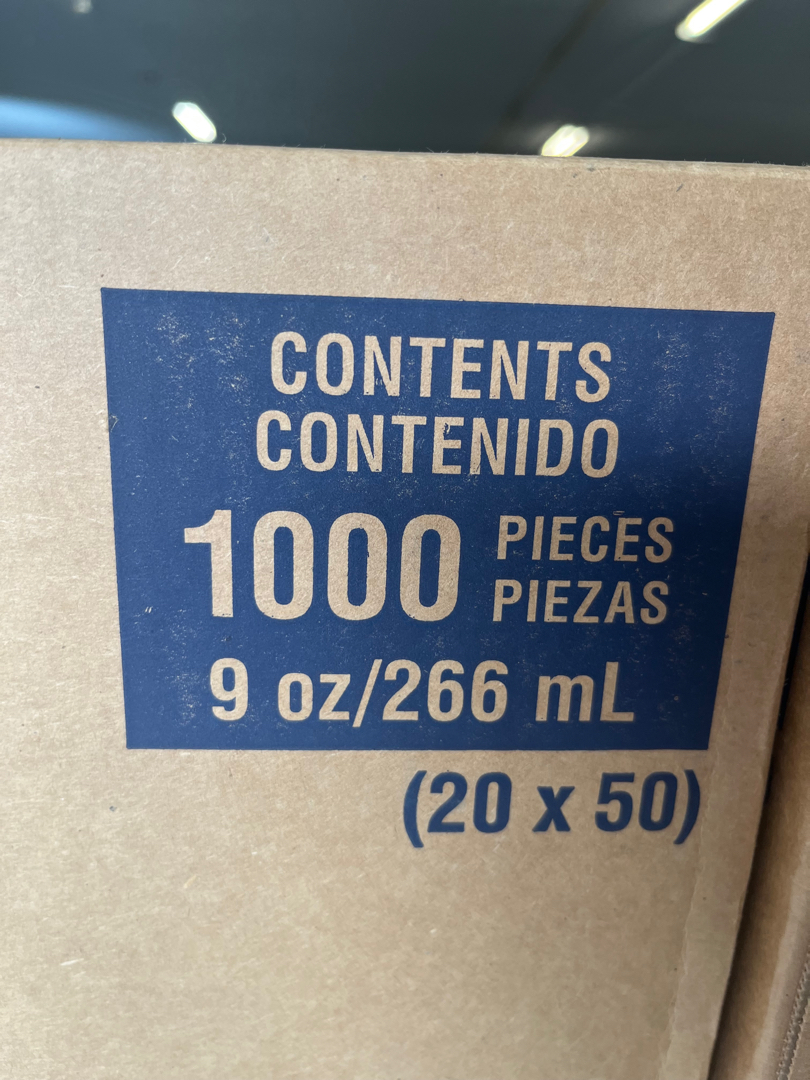 CONTENTS
CONTENIDO
1000 PIECES
PIEZAS
9 oz/266 mL
(20 x 50)